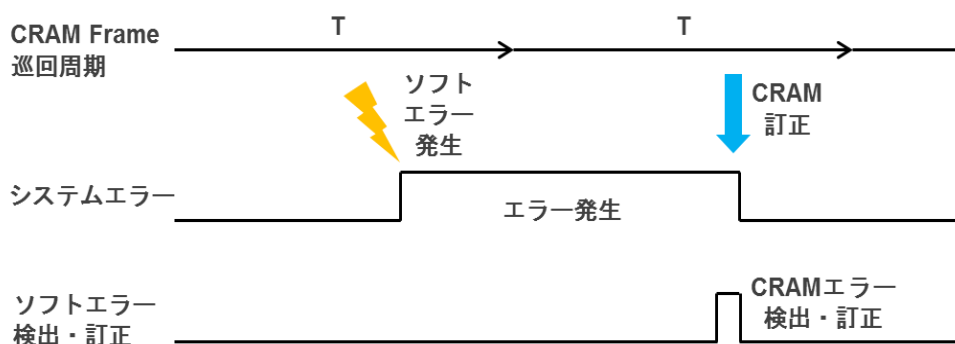 T
T
CRAM Frame
巡回周期
ソフト
エラー
発生
CRAM
訂正
システムエラー
エラー発生
ソフトエラー
検出・訂正
CRAMエラー
検出・訂正